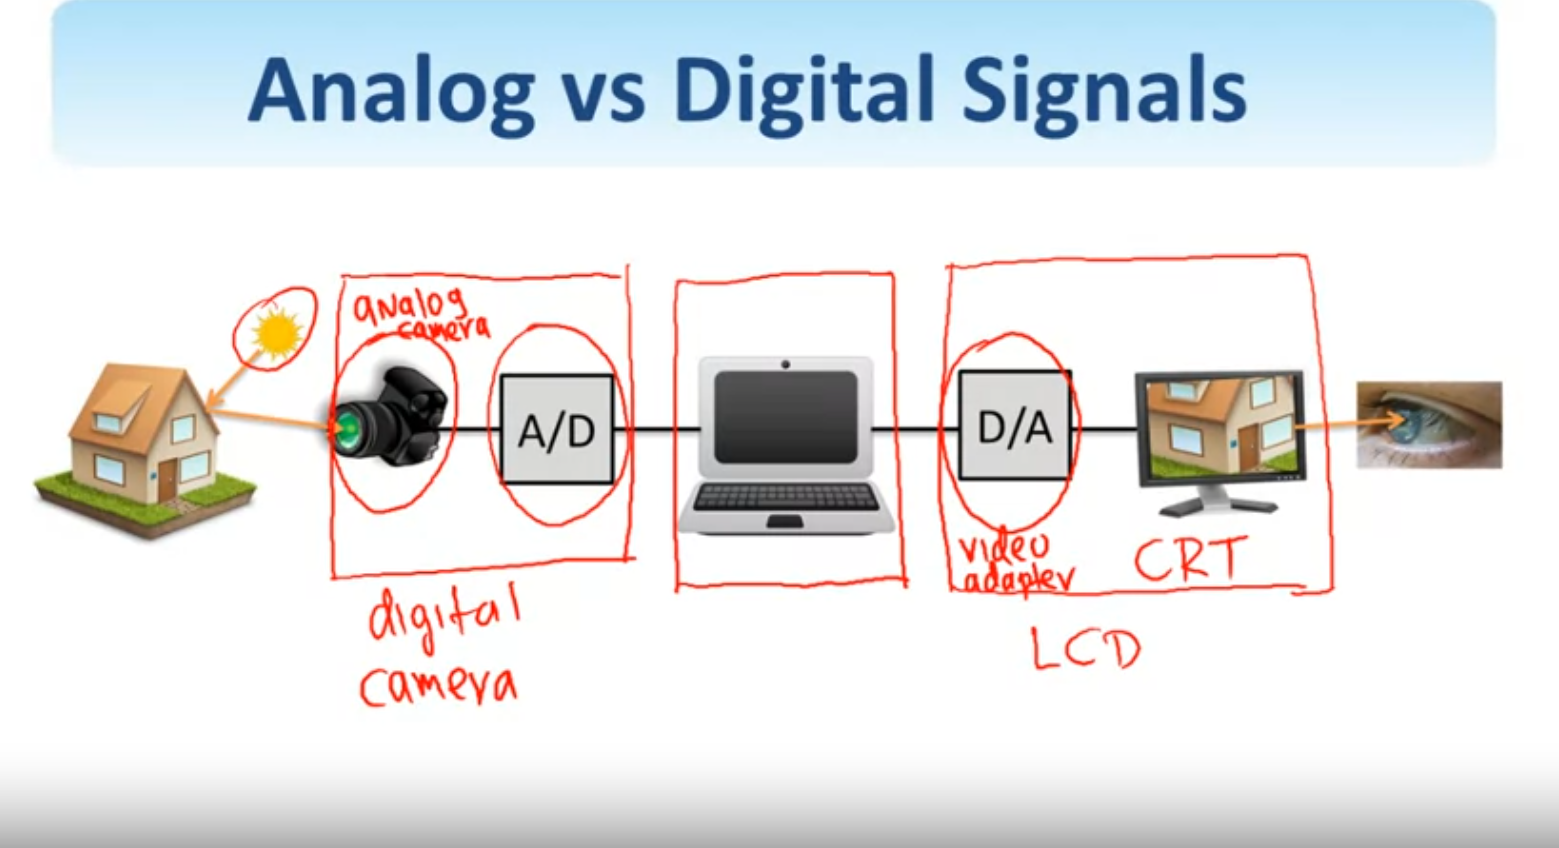 Analog vs Digital Signals
analog
camera
A/D
D/A
video
adapter
CRT
digital
camera
LCD